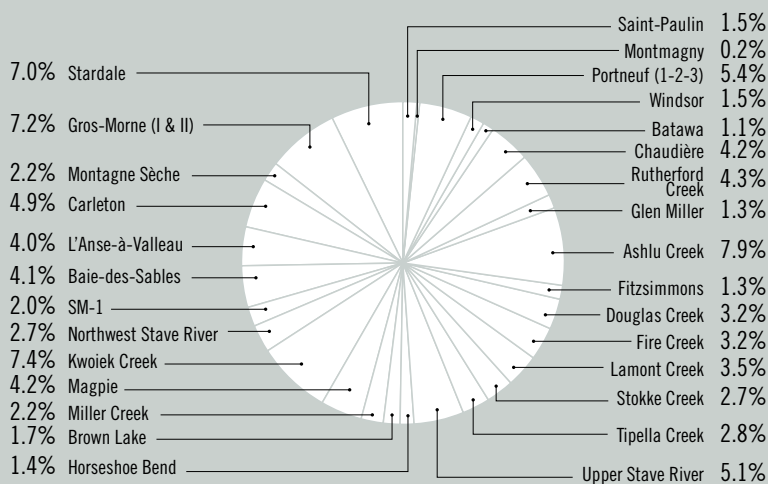 7.0% Stardale
7.2% Gros-Morne (I & II)
2.2% Montagne Sèche
4.9% Carleton
4.0% L'Anse-à-Valleau
4.1% Baie-des-Sables
2.0% SM-1
2.7% Northwest Stave River
7.4% Kwoiek Creek
4.2% Magpie
2.2% Miller Creek
1.7% Brown Lake
1.4% Horseshoe Bend
Saint-Paulin 1.5%
Montmagny 0.2%
Portneuf (1-2-3) 5.4%
Windsor 1.5%
Batawa 1.1%
Chaudière 4.2%
Rutherford
Creek 4.3%
Glen Miller 1.3%
Ashlu Creek 7.9%
Fitzsimmons 1.3%
Douglas Creek 3.2%
Fire Creek 3.2%
Lamont Creek 3.5%
Stokke Creek 2.7%
Tipella Creek 2.8%
Upper Stave River 5.1%